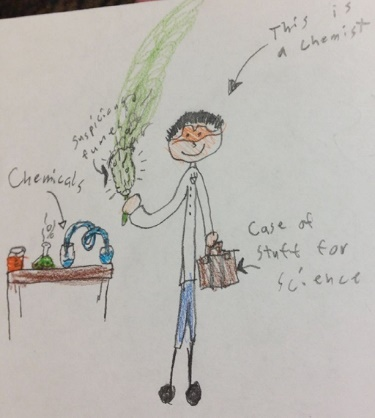 This is
a chemist
suspicious
fumes
Chemicals
Case of
stuff for
science